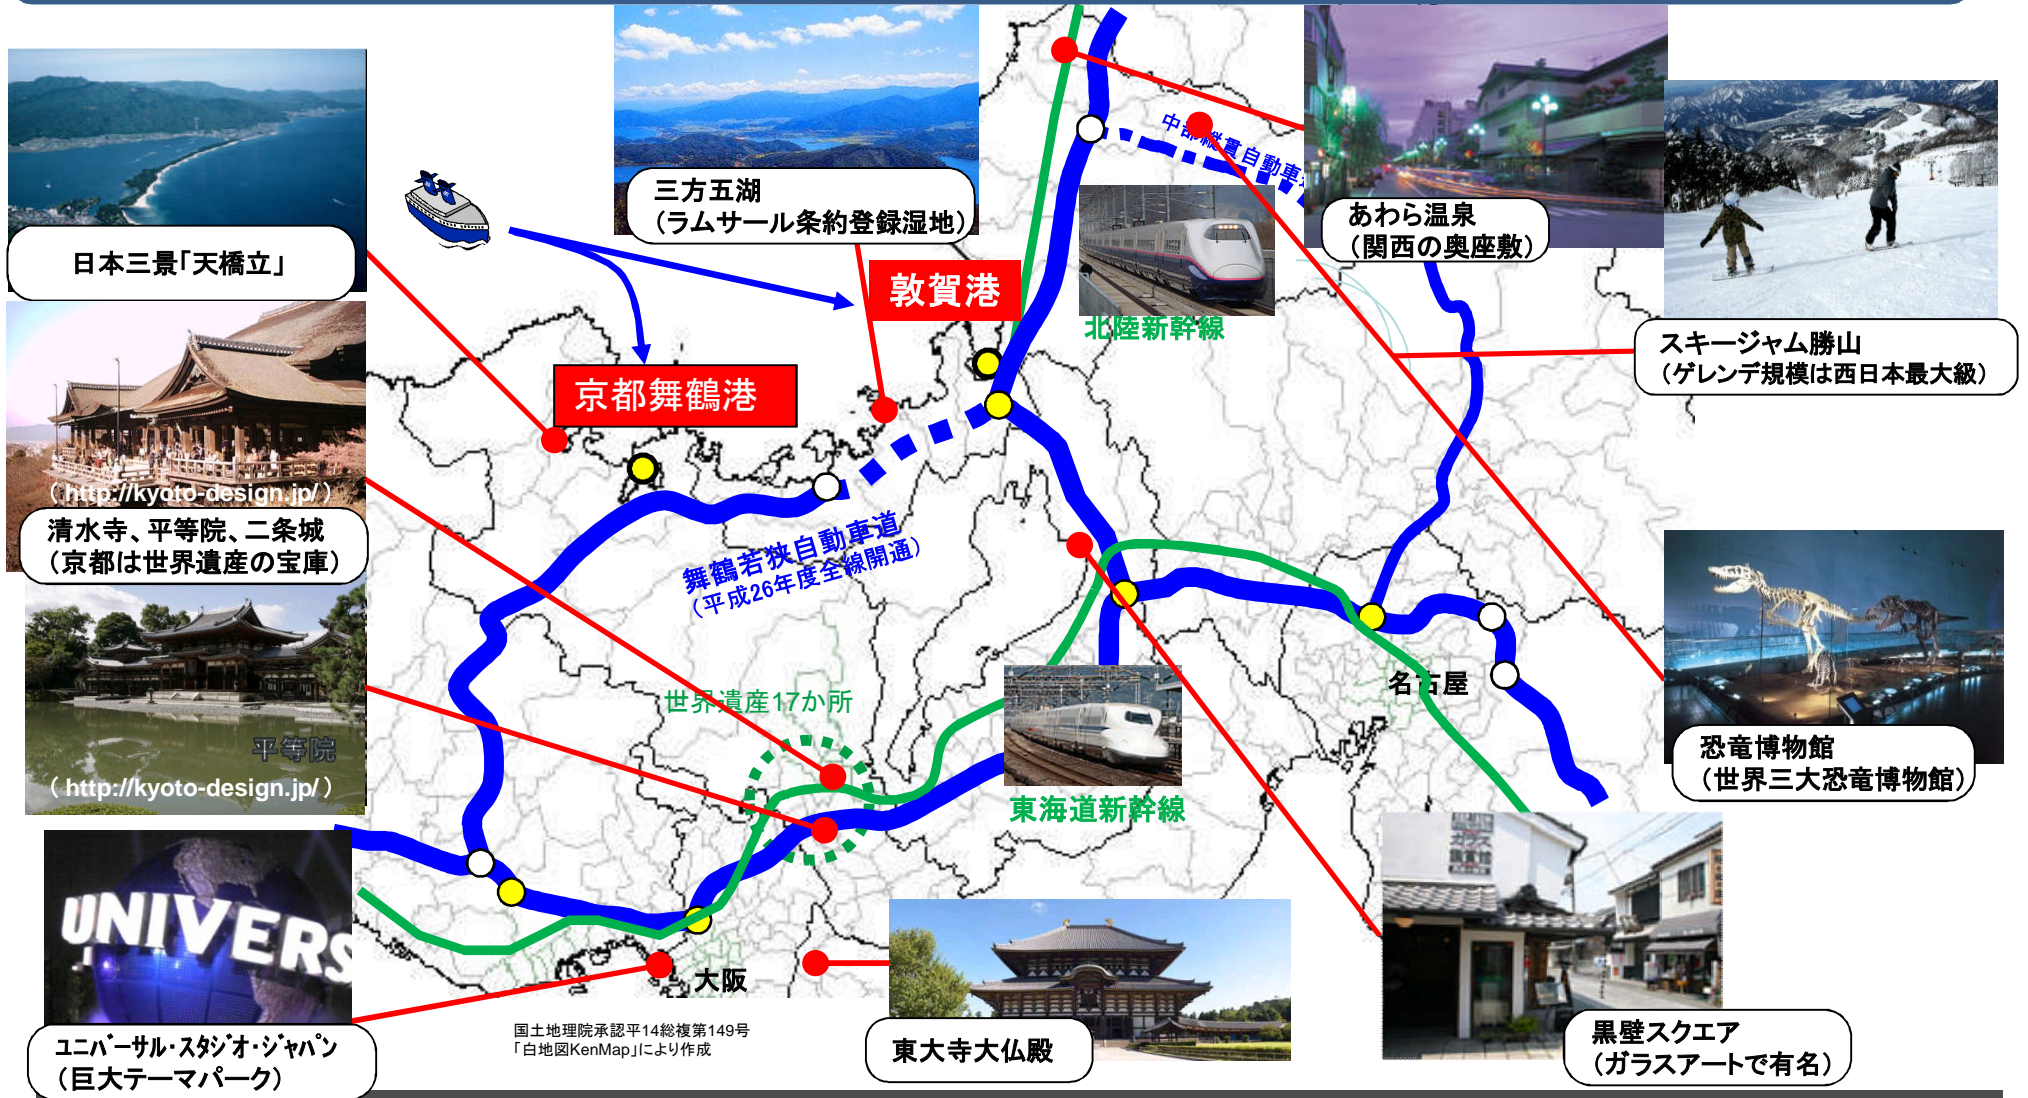 日本三景「天橋立」
三方五湖
（ラムサール条約登録湿地）
中部縦貫自動車
あわら温泉
（関西の奥座敷）
敦賀港
北陸新幹線
スキージャム勝山
（ゲレンデ規模は西日本最大級）
京都舞鶴港
（http://kyoto-design.jp/）
清水寺、平等院、二条城
（京都は世界遺産の宝庫）
舞鶴若狭自動車道
（平成26年度全線開通）
世界遺産17か所
名古屋
平等院
（http://kyoto-design.jp/）
恐竜博物館
（世界三大恐竜博物館）
東海道新幹線
UNIVERS
大阪
ユニバーサル・スタジオ・ジャパン
（巨大テーマパーク）
国土地理院承認平14総複第149号
「白地図KenMap」により作成
東大寺大仏殿
黒壁スクエア
（ガラスアートで有名）